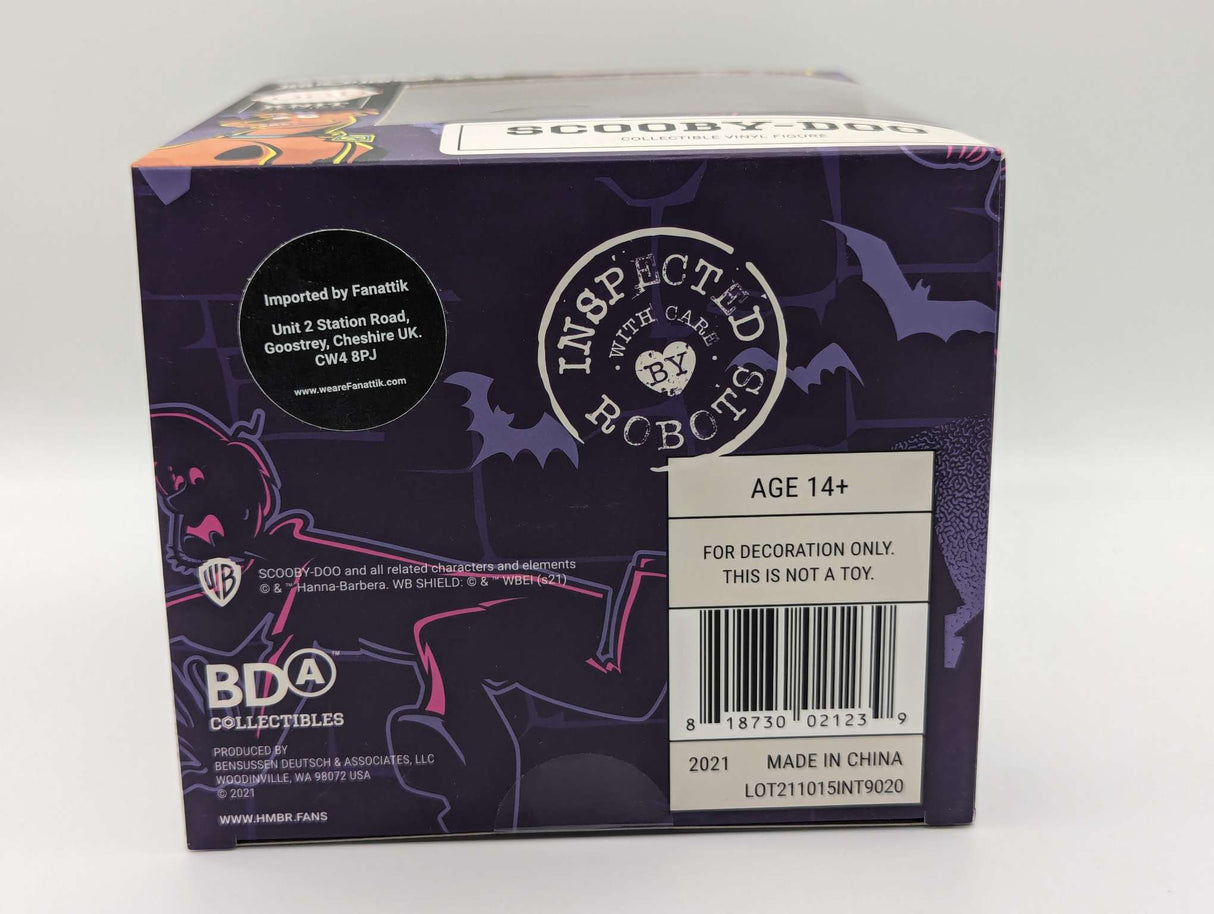 SCOOBY-DOO
COLLECTIBLE VINYL FIGURE
Imported by Fanattik
Unit 2 Station Road,
Goostrey, Cheshire UK.
CW4 8PJ
www.weareFanattik.com
INSPECTED
· WITH CARE ·
BY
ROBOTS
AGE 14+
FOR DECORATION ONLY.
THIS IS NOT A TOY.
8 18730 02123 9
2021 MADE IN CHINA
LOT211015INT9020
WB
SCOOBY-DOO and all related characters and elements
© & ™ Hanna-Barbera. WB SHIELD: © & ™ WBEI (s21)
BDA™
COLLECTIBLES
PRODUCED BY
BENSUSSEN DEUTSCH & ASSOCIATES, LLC
WOODINVILLE, WA 98072 USA
© 2021
WWW.HMBR.FANS